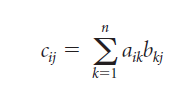 c_{ij} = \sum_{k=1}^{n} a_{ik} b_{kj}